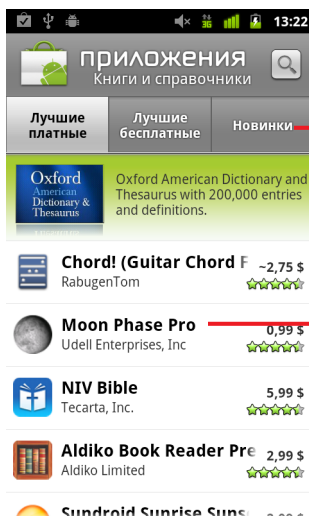 3G 13:22
приложения
Книги и справочники
Лучшие платные
Лучшие бесплатные
Новинки
Oxford
American
Dictionary &
Thesaurus
Oxford American Dictionary and
Thesaurus with 200,000 entries
and definitions.
Chord! (Guitar Chord F ~2,75 $
RabugenTom
Moon Phase Pro 0,99 $
Udell Enterprises, Inc
NIV Bible 5,99 $
Tecarta, Inc.
Aldiko Book Reader Pre 2,99 $
Aldiko Limited
Sundroid Sunrise Suns